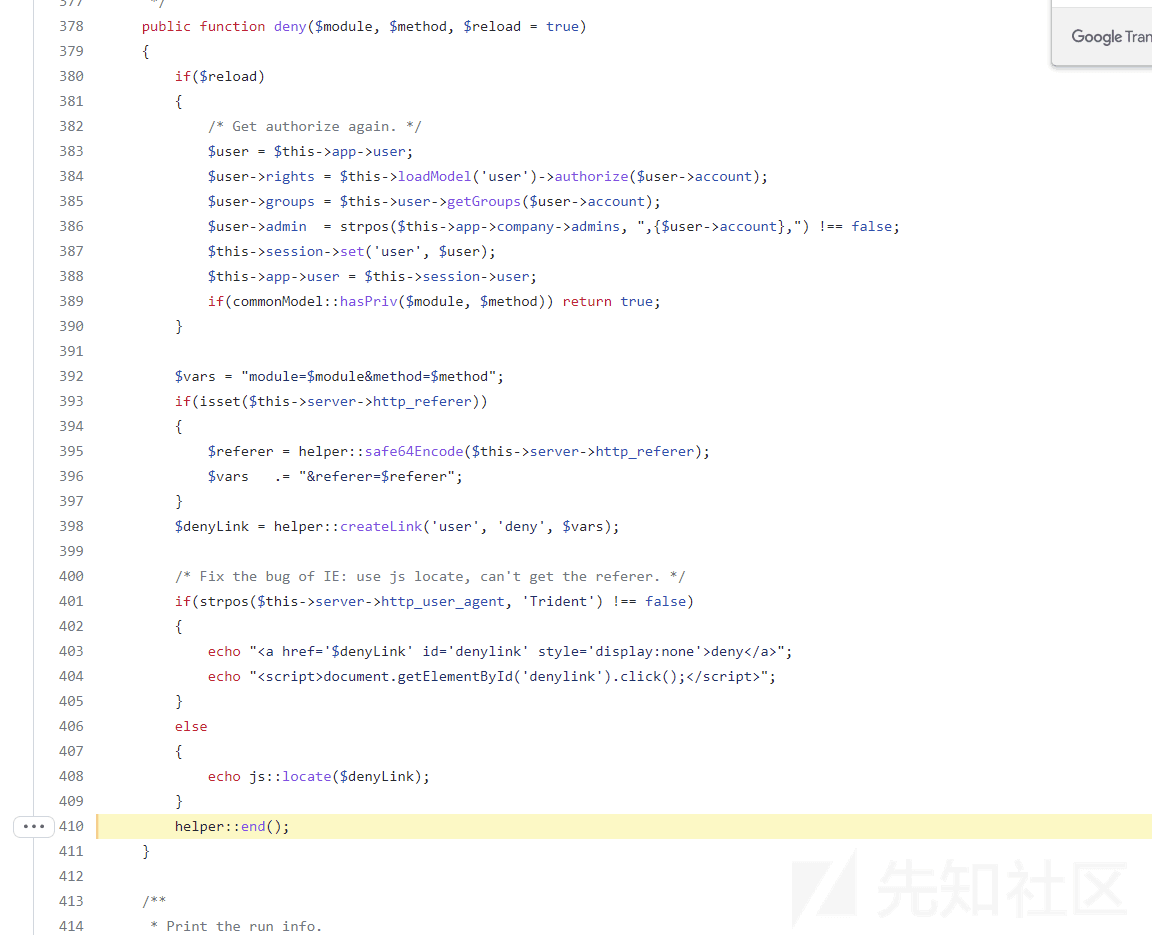 377 */
378 public function deny($module, $method, $reload = true)
379 {
380 if($reload)
381 {
382 /* Get authorize again. */
383 $user = $this->app->user;
384 $user->rights = $this->loadModel('user')->authorize($user->account);
385 $user->groups = $this->user->getGroups($user->account);
386 $user->admin  = strpos($this->app->company->admins, ",{$user->account},") !== false;
387 $this->session->set('user', $user);
388 $this->app->user = $this->session->user;
389 if(commonModel::hasPriv($module, $method)) return true;
390 }
391
392 $vars = "module=$module&method=$method";
393 if(isset($this->server->http_referer))
394 {
395 $referer = helper::safe64Encode($this->server->http_referer);
396 $vars   .= "&referer=$referer";
397 }
398 $denyLink = helper::createLink('user', 'deny', $vars);
399
400 /* Fix the bug of IE: use js locate, can't get the referer. */
401 if(strpos($this->server->http_user_agent, 'Trident') !== false)
402 {
403 echo "<a href='$denyLink' id='denylink' style='display:none'>deny</a>";
404 echo "<script>document.getElementById('denylink').click();</script>";
405 }
406 else
407 {
408 echo js::locate($denyLink);
409 }
410 helper::end();
411 }
412
413 /**
414 * Print the run info.
Google Tran
先知社区